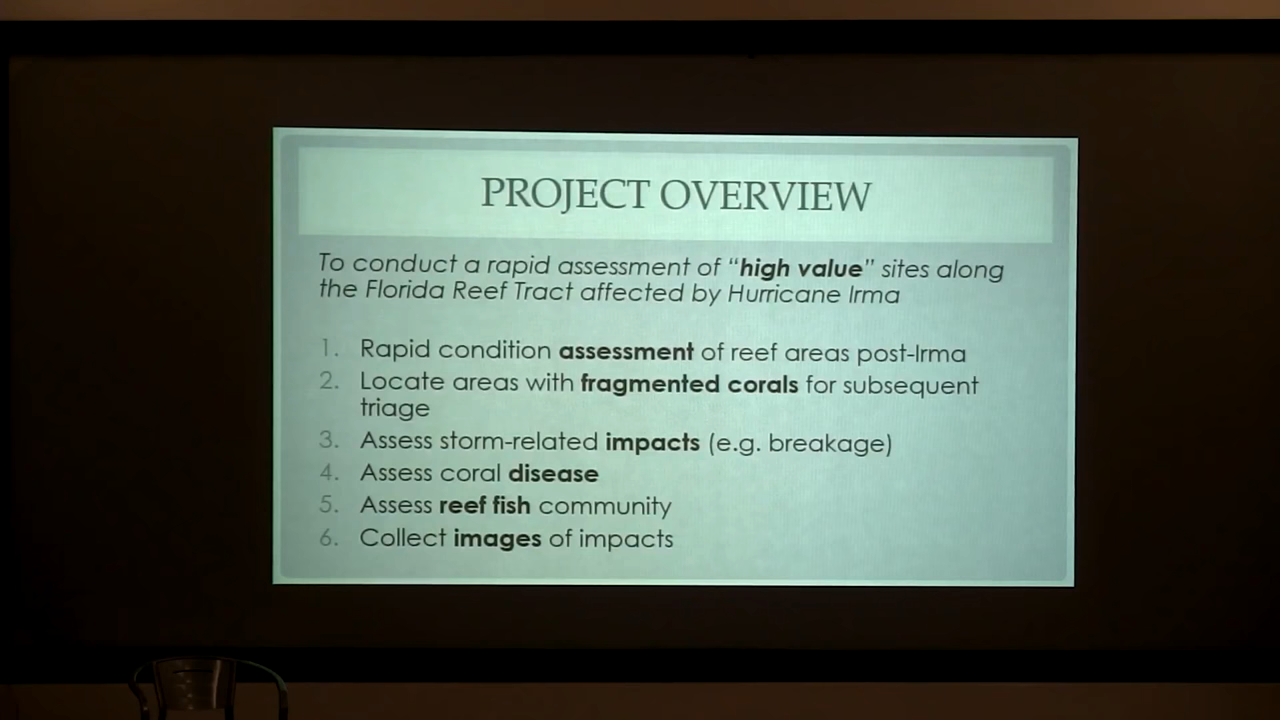 PROJECT OVERVIEW
To conduct a rapid assessment of “high value” sites along
the Florida Reef Tract affected by Hurricane Irma
1. Rapid condition assessment of reef areas post-Irma
2. Locate areas with fragmented corals for subsequent
triage
3. Assess storm-related impacts (e.g. breakage)
4. Assess coral disease
5. Assess reef fish community
6. Collect images of impacts